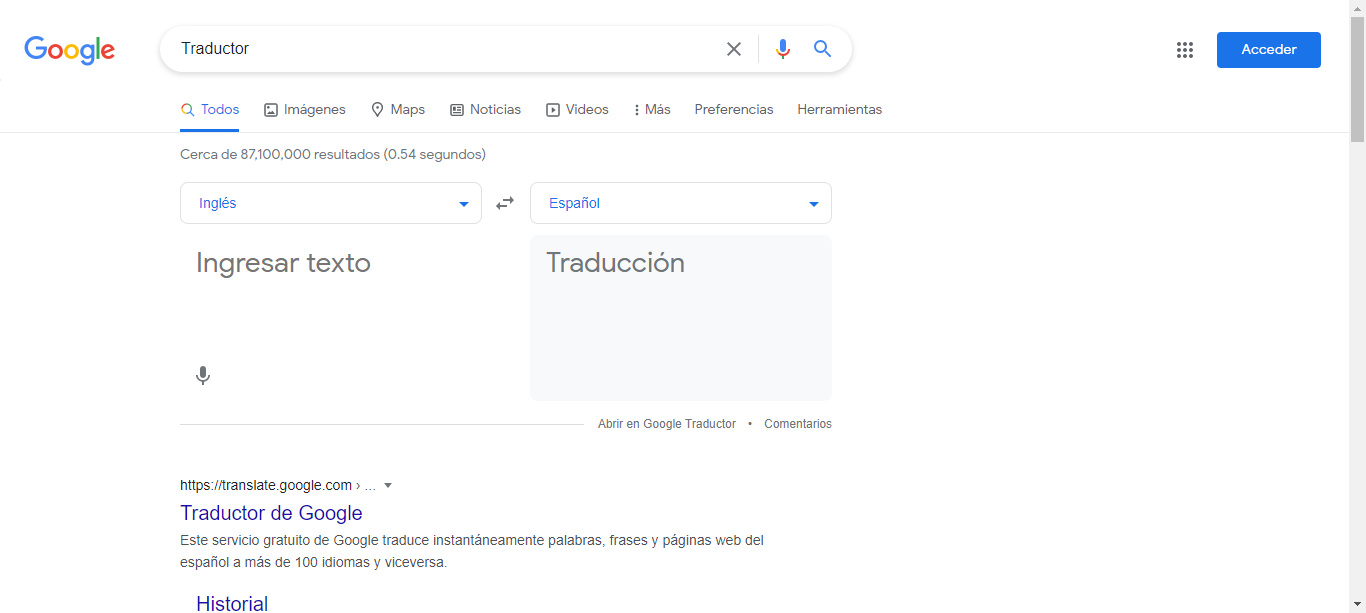 Google
Traductor
Acceder
Todos Imágenes Maps Noticias Videos Más Preferencias Herramientas
Cerca de 87,100,000 resultados (0.54 segundos)
Inglés Español
Ingresar texto Traducción
Abrir en Google Traductor • Comentarios
https://translate.google.com › ...
Traductor de Google
Este servicio gratuito de Google traduce instantáneamente palabras, frases y páginas web del
español a más de 100 idiomas y viceversa.
Historial